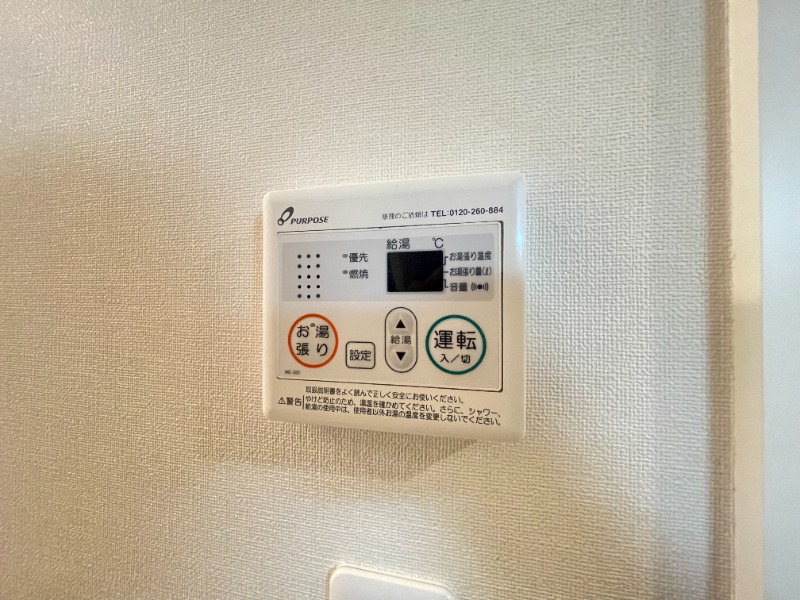 PURPOSE
修理のご依頼は TEL:0120-260-884
給湯 ℃
優先
燃焼
お湯張り温度
お湯張り量(ℓ)
音量
お湯
張り
設定
▲
給湯
▼
運転
入/切
取扱説明書をよく読んで正しく安全にお使いください。
⚠警告
やけど防止のため、湯温を確かめてください。さらに、シャワー、
給湯の使用中は、使用者以外お湯の温度を変更しないでください。